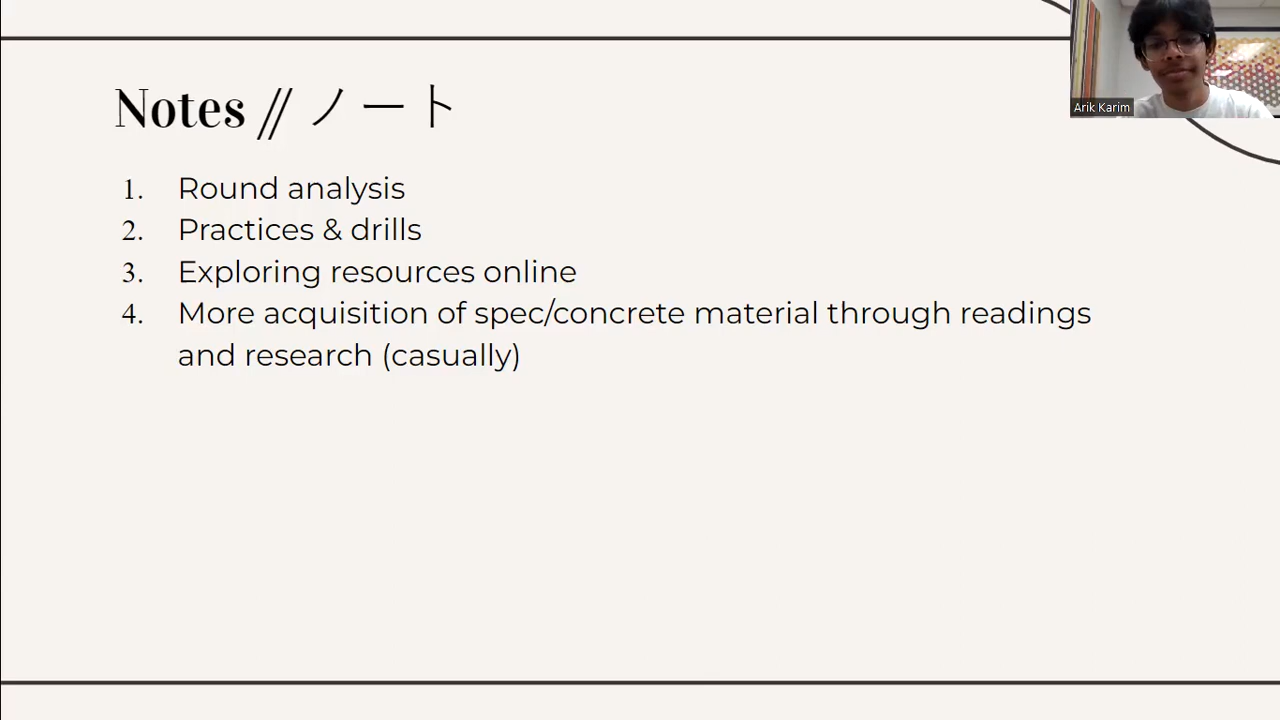 Notes // ノート
Arik Karim
1. Round analysis
2. Practices & drills
3. Exploring resources online
4. More acquisition of spec/concrete material through readings
and research (casually)